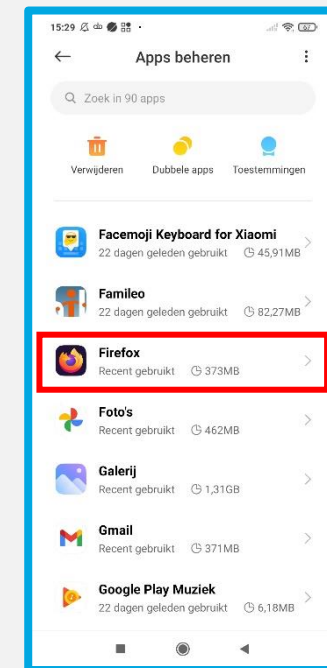 15:29
67
Apps beheren
Zoek in 90 apps
Verwijderen Dubbele apps Toestemmingen
Facemoji Keyboard for Xiaomi
22 dagen geleden gebruikt 45,91MB
Famileo
22 dagen geleden gebruikt 82,27MB
Firefox
Recent gebruikt 373MB
Foto's
Recent gebruikt 462MB
Galerij
Recent gebruikt 1,31GB
Gmail
Recent gebruikt 371MB
Google Play Muziek
22 dagen geleden gebruikt 6,18MB